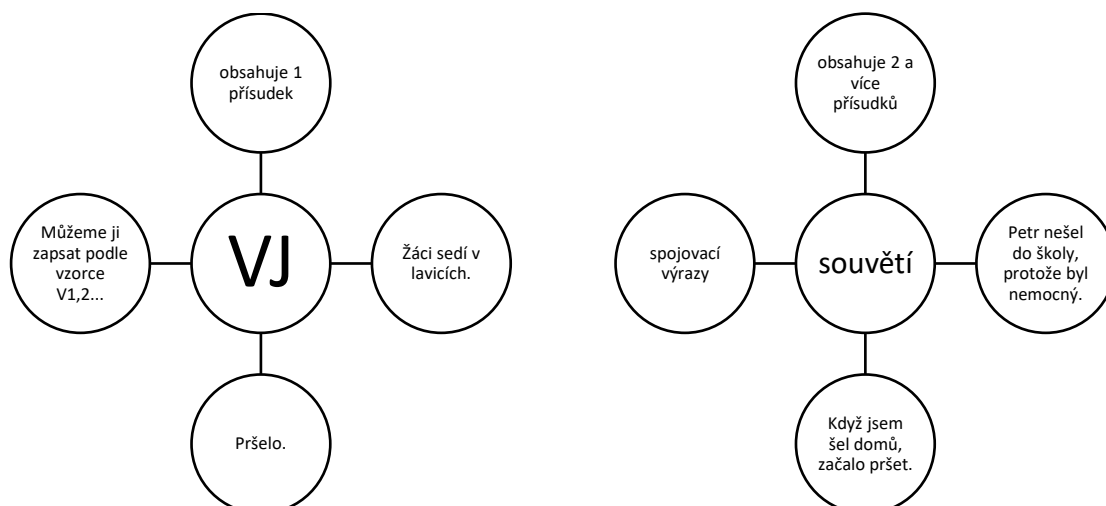 obsahuje 1
přísudek
Můžeme ji
zapsat podle
vzorce
V1,2...
VJ
Žáci sedí v
lavicích.
Pršelo.
obsahuje 2 a
více
přísudků
spojovací
výrazy
souvětí
Petr nešel
do školy,
protože byl
nemocný.
Když jsem
šel domů,
začalo pršet.